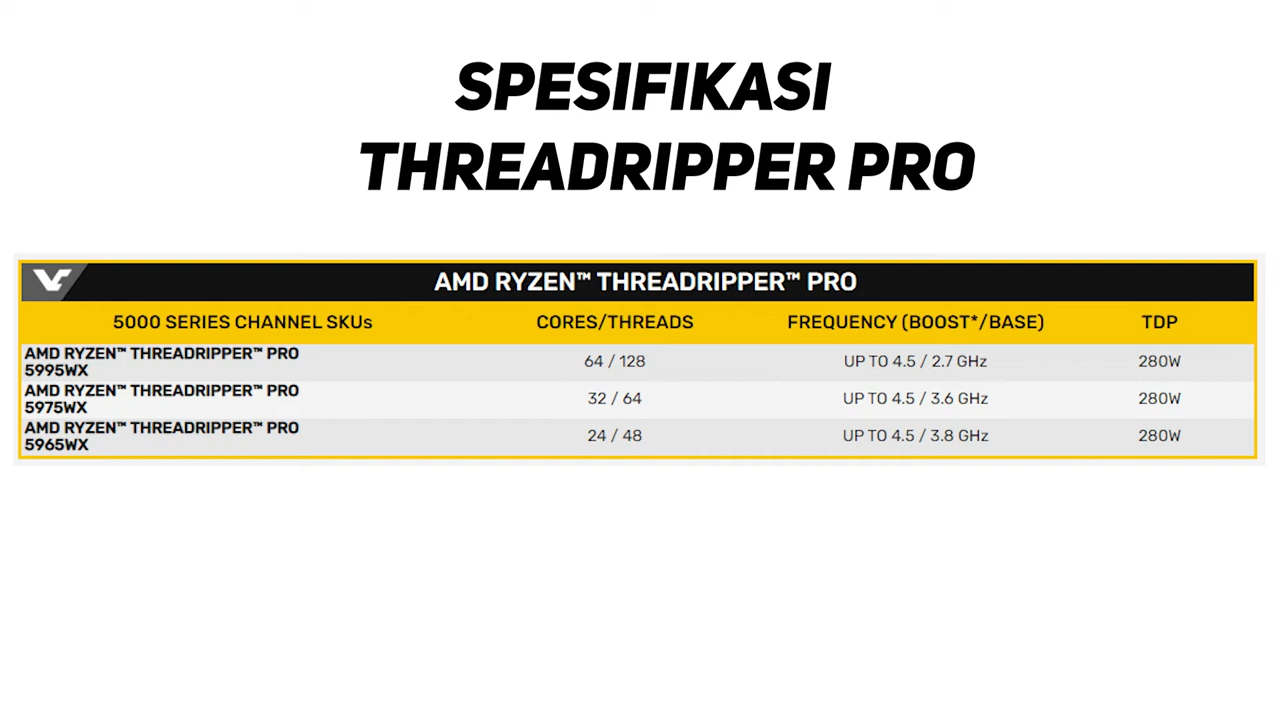 SPESIFIKASI
THREADRIPPER PRO
AMD RYZEN™ THREADRIPPER™ PRO
5000 SERIES CHANNEL SKUs CORES/THREADS FREQUENCY (BOOST*/BASE) TDP
AMD RYZEN™ THREADRIPPER™ PRO
5995WX 64 / 128 UP TO 4.5 / 2.7 GHz 280W
AMD RYZEN™ THREADRIPPER™ PRO
5975WX 32 / 64 UP TO 4.5 / 3.6 GHz 280W
AMD RYZEN™ THREADRIPPER™ PRO
5965WX 24 / 48 UP TO 4.5 / 3.8 GHz 280W